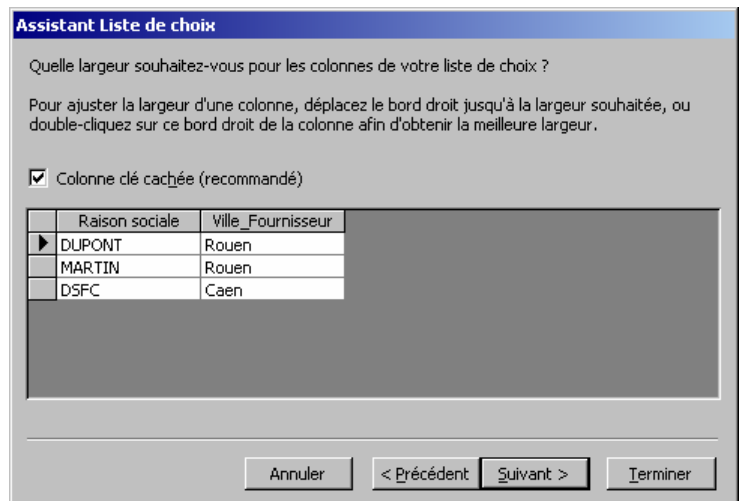 Assistant Liste de choix
Quelle largeur souhaitez-vous pour les colonnes de votre liste de choix ?
Pour ajuster la largeur d'une colonne, déplacez le bord droit jusqu'à la largeur souhaitée, ou
double-cliquez sur ce bord droit de la colonne afin d'obtenir la meilleure largeur.
Colonne clé cachée (recommandé)
Raison sociale Ville_Fournisseur
DUPONT Rouen
MARTIN Rouen
DSFC Caen
Annuler < Précédent Suivant > Terminer